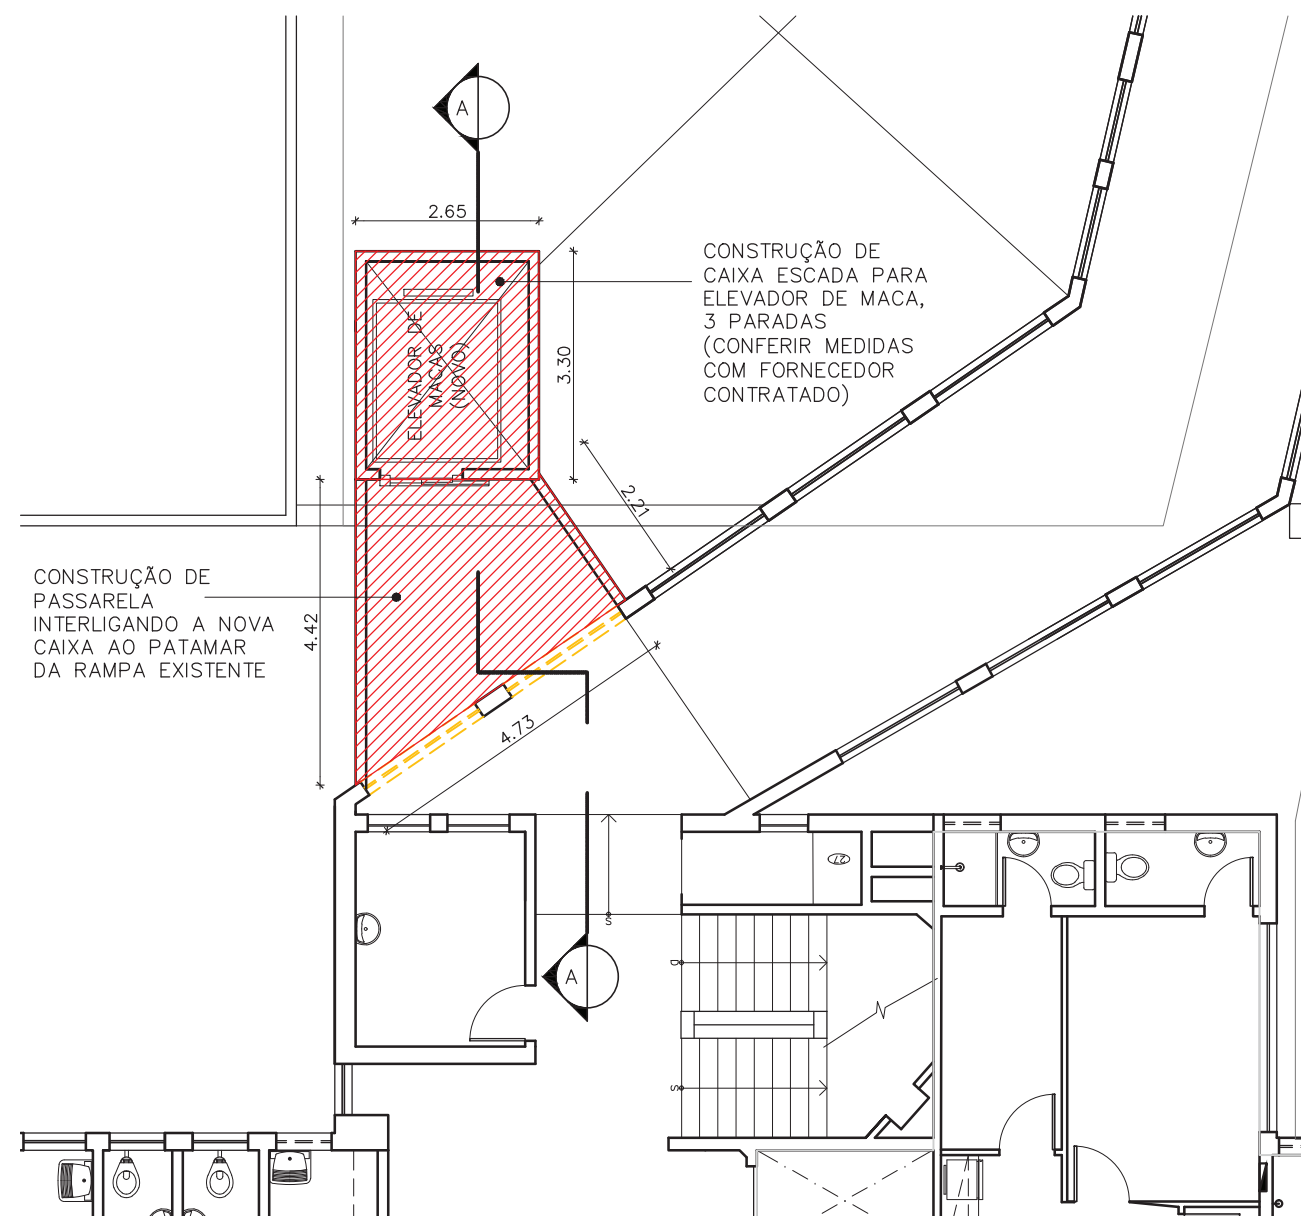 A
2.65
CONSTRUÇÃO DE
CAIXA ESCADA PARA
ELEVADOR DE MACA,
3 PARADAS
(CONFERIR MEDIDAS
COM FORNECEDOR
CONTRATADO)
ELEVADOR DE
MACAS
(NOVO)
3.30
2.21
CONSTRUÇÃO DE
PASSARELA
INTERLIGANDO A NOVA
CAIXA AO PATAMAR
DA RAMPA EXISTENTE
4.42
4.73
27
S
D
A
S